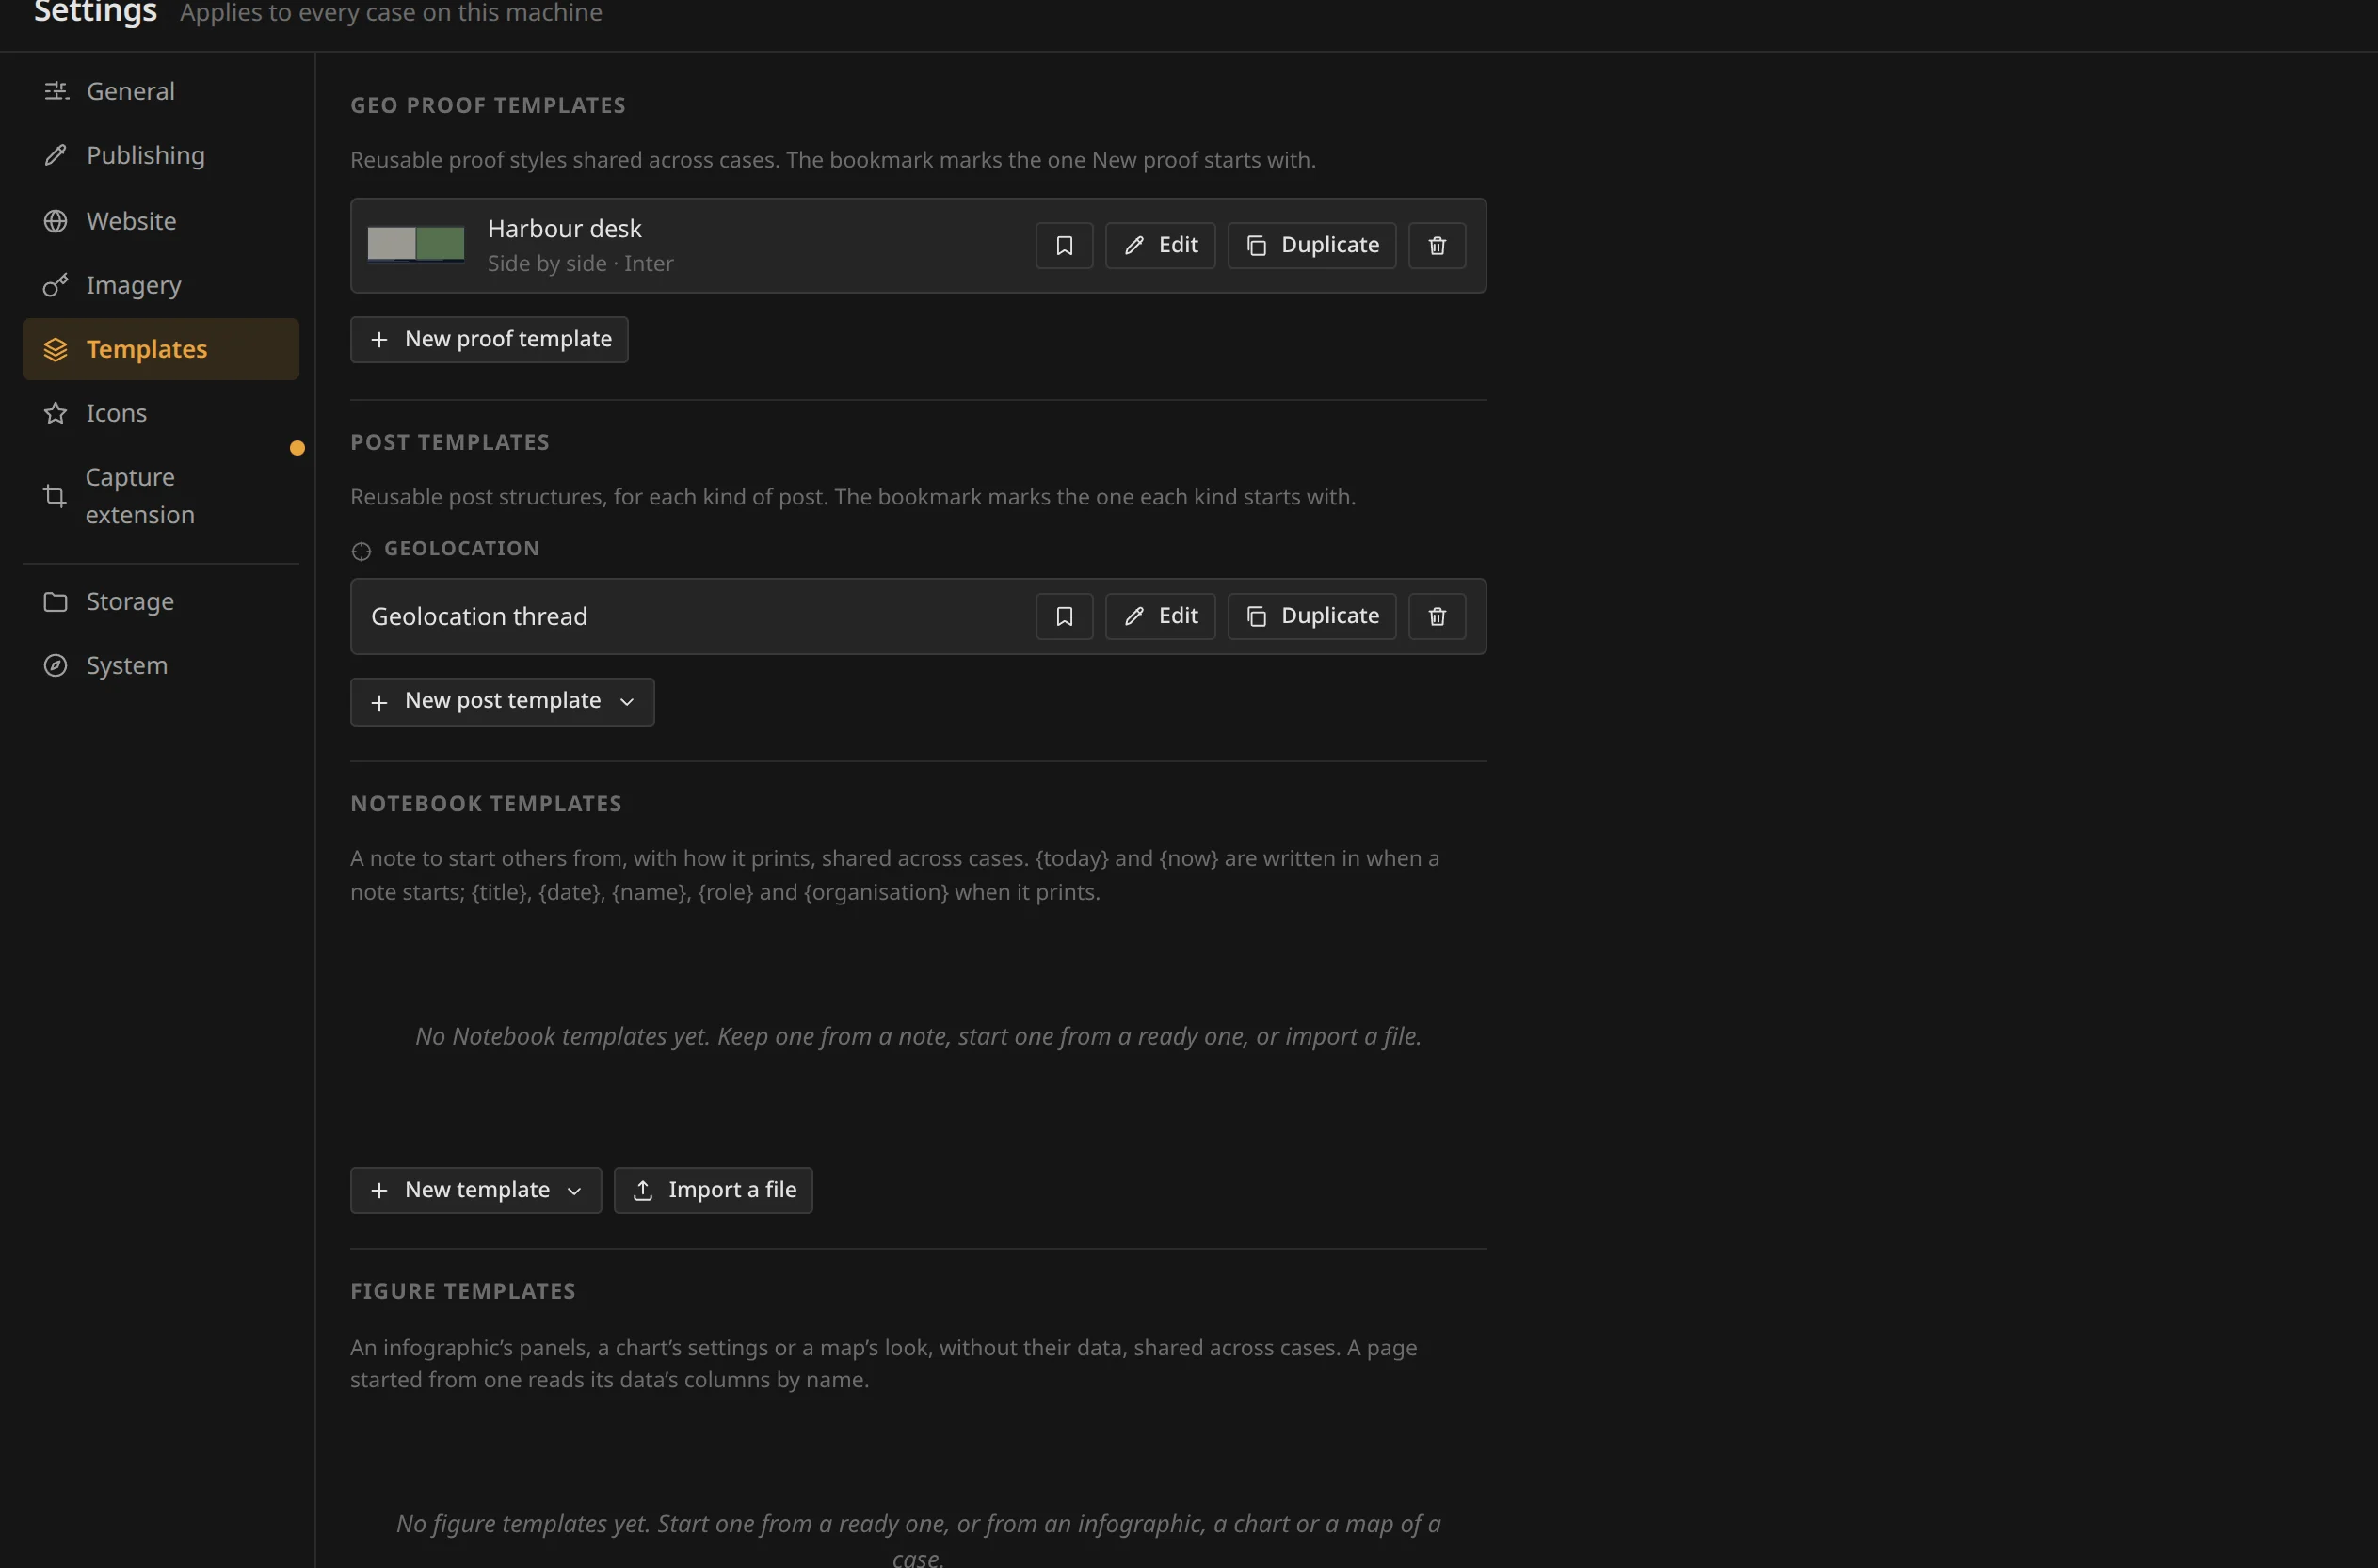 Settings Applies to every case on this machine
General
Publishing
Website
Imagery
Templates
Icons
Capture
extension
Storage
System
GEO PROOF TEMPLATES
Reusable proof styles shared across cases. The bookmark marks the one New proof starts with.
Harbour desk
Side by side · Inter
Edit
Duplicate
New proof template
POST TEMPLATES
Reusable post structures, for each kind of post. The bookmark marks the one each kind starts with.
GEOLOCATION
Geolocation thread
Edit
Duplicate
New post template
NOTEBOOK TEMPLATES
A note to start others from, with how it prints, shared across cases. {today} and {now} are written in when a
note starts; {title}, {date}, {name}, {role} and {organisation} when it prints.
No Notebook templates yet. Keep one from a note, start one from a ready one, or import a file.
New template
Import a file
FIGURE TEMPLATES
An infographic’s panels, a chart’s settings or a map’s look, without their data, shared across cases. A page
started from one reads its data’s columns by name.
No figure templates yet. Start one from a ready one, or from an infographic, a chart or a map of a
case.